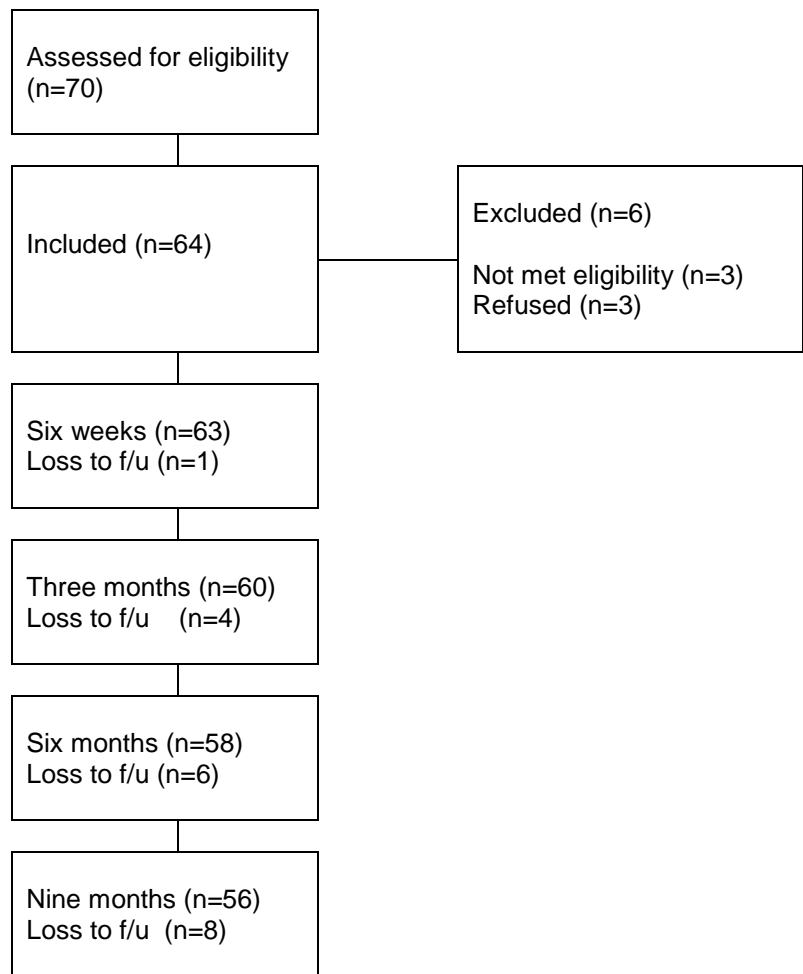 Assessed for eligibility
(n=70)
Included (n=64)
Excluded (n=6)
Not met eligibility (n=3)
Refused (n=3)
Six weeks (n=63)
Loss to f/u (n=1)
Three months (n=60)
Loss to f/u (n=4)
Six months (n=58)
Loss to f/u (n=6)
Nine months (n=56)
Loss to f/u (n=8)